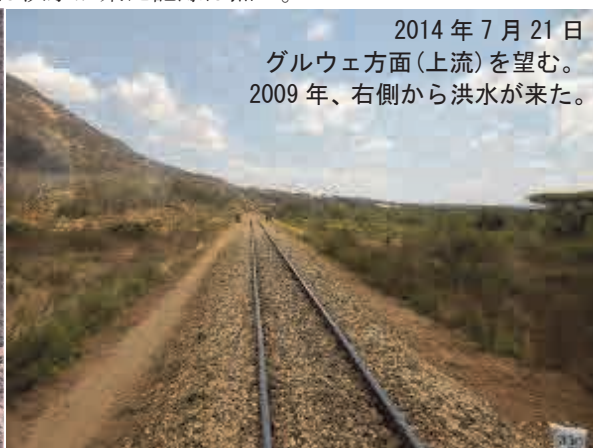 2014 年 7 月 21 日
グルウェ方面(上流)を望む。
2009 年、右側から洪水が来た。